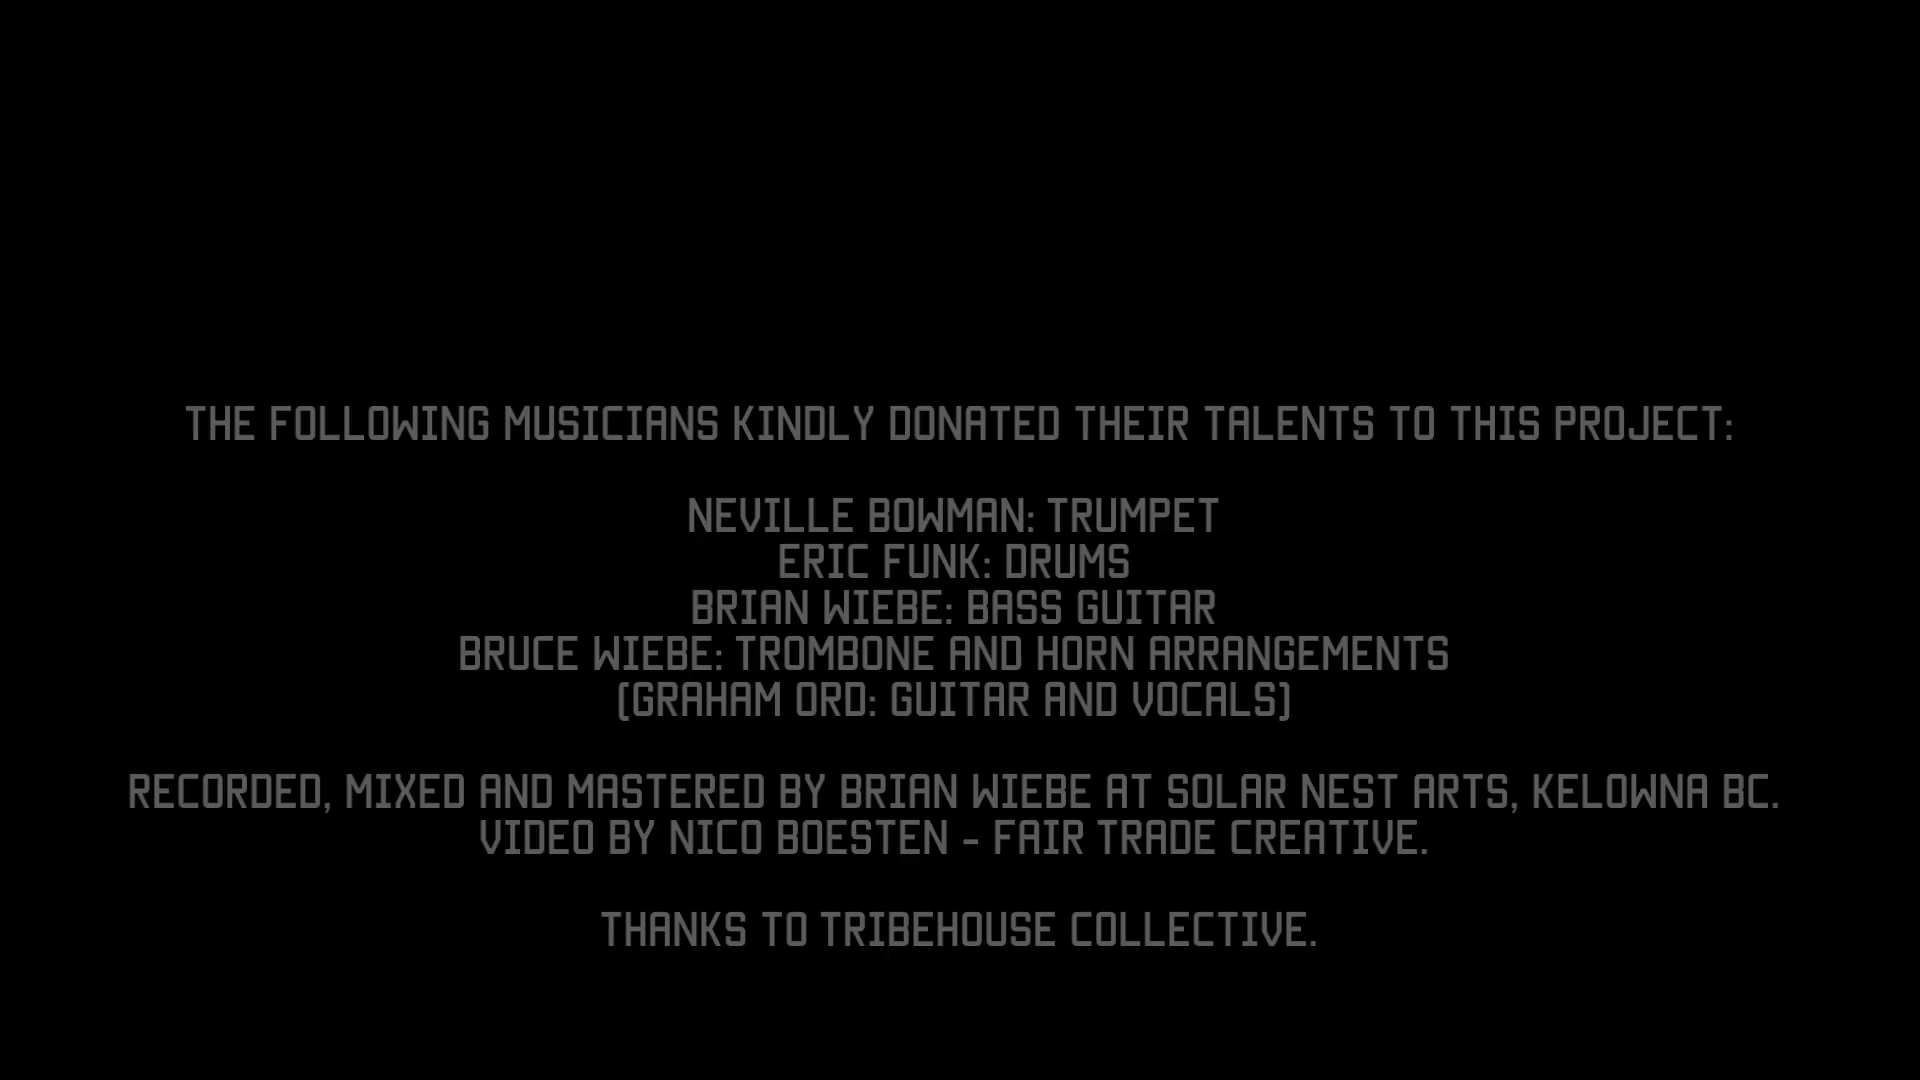 THE FOLLOWING MUSICIANS KINDLY DONATED THEIR TALENTS TO THIS PROJECT:
NEVILLE BOWMAN: TRUMPET
ERIC FUNK: DRUMS
BRIAN WIEBE: BASS GUITAR
BRUCE WIEBE: TROMBONE AND HORN ARRANGEMENTS
(GRAHAM ORD: GUITAR AND VOCALS)
RECORDED, MIXED AND MASTERED BY BRIAN WIEBE AT SOLAR NEST ARTS, KELOWNA BC.
VIDEO BY NICO BOESTEN - FAIR TRADE CREATIVE.
THANKS TO TRIBEHOUSE COLLECTIVE.